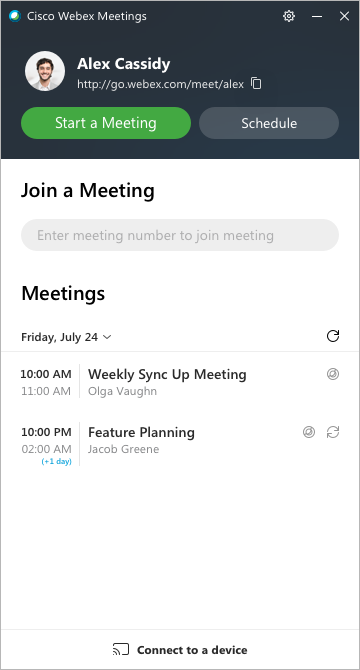 Cisco Webex Meetings
Alex Cassidy
http://go.webex.com/meet/alex
Start a Meeting
Schedule
Join a Meeting
Enter meeting number to join meeting
Meetings
Friday, July 24
10:00 AM Weekly Sync Up Meeting
11:00 AM Olga Vaughn
10:00 PM Feature Planning
02:00 AM Jacob Greene
(+1 day)
Connect to a device